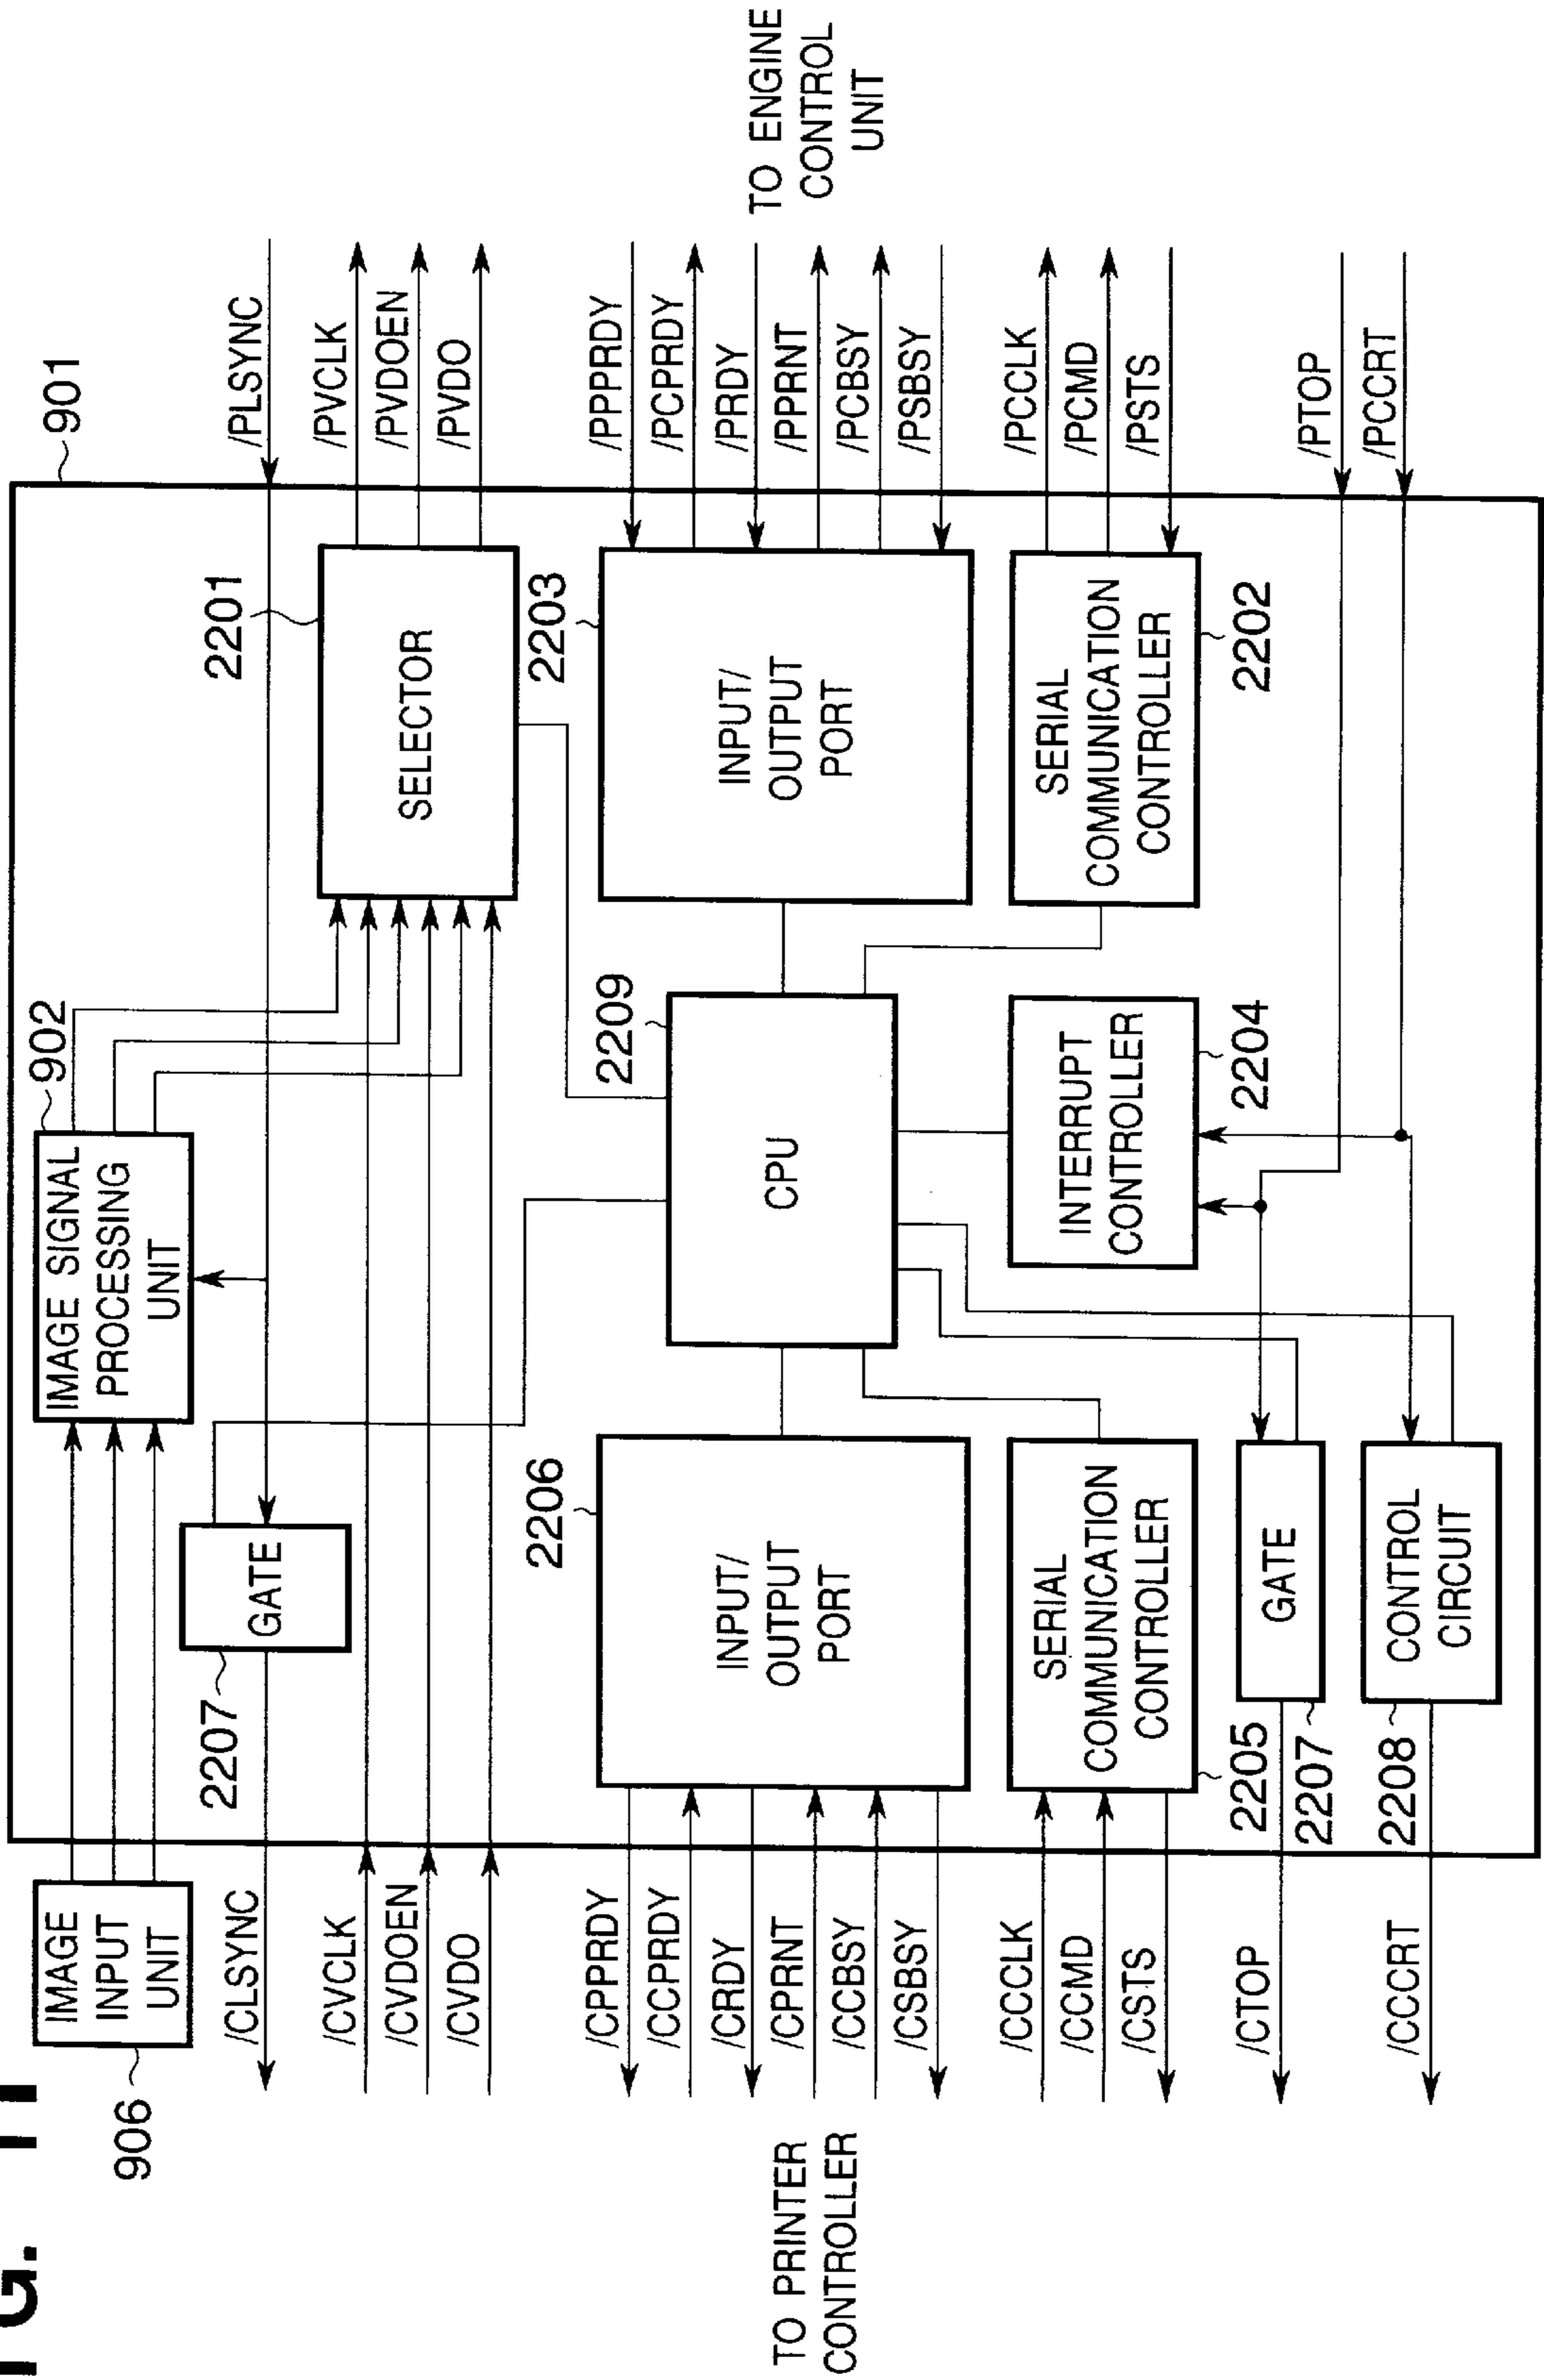 901
906
IMAGE
INPUT
UNIT
902
IMAGE SIGNAL
PROCESSING
UNIT
/CLSYNC
2207
GATE
/PLSYNC
2201
SELECTOR
/CVCLK
/CVDOEN
/CVDO
/PVCLK
/PVDOEN
/PVDO
TO PRINTER
CONTROLLER
/CPPRDY
/CCPRDY
/CRDY
/CPRNT
/CCBSY
/CSBSY
2206
INPUT/
OUTPUT
PORT
2209
CPU
2203
INPUT/
OUTPUT
PORT
/PPPRDY
/PCPRDY
/PRDY
/PPRNT
/PCBSY
/PSBSY
TO ENGINE
CONTROL
UNIT
/CCCLK
/CCMD
/CSTS
SERIAL
COMMUNICATION
CONTROLLER
2205
INTERRUPT
CONTROLLER
2204
SERIAL
COMMUNICATION
CONTROLLER
2202
/PCCLK
/PCMD
/PSTS
/CTOP
2207
GATE
/PTOP
/CCCRT
2208
CONTROL
CIRCUIT
/PCCRT